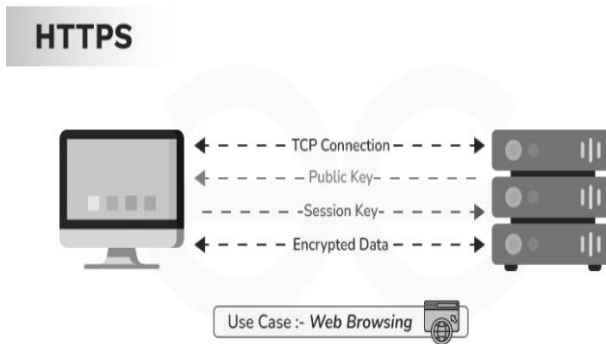 HTTPS
TCP Connection
Public Key
Session Key
Encrypted Data
Use Case :- Web Browsing